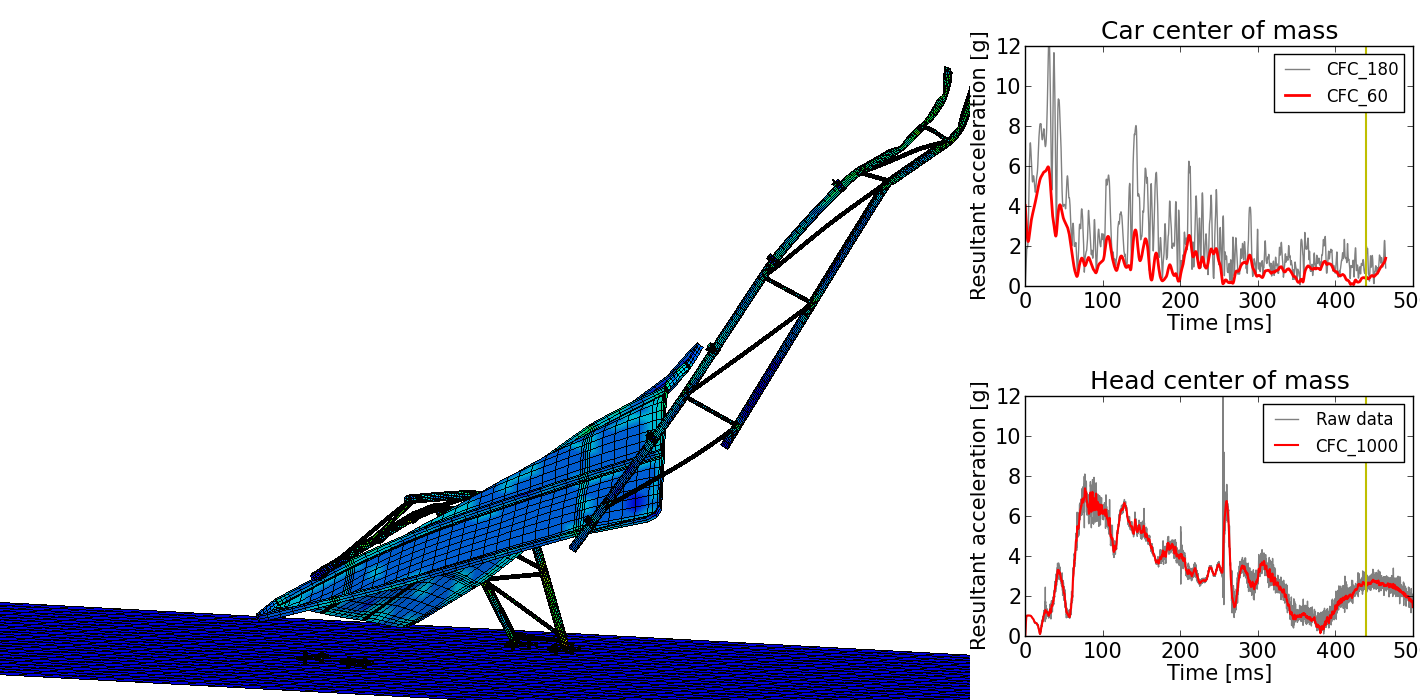 Car center of mass
Resultant acceleration [g]
12
10
8
6
4
2
0
CFC_180
CFC_60
0 100 200 300 400 50
Time [ms]
Head center of mass
Resultant acceleration [g]
12
10
8
6
4
2
0
Raw data
CFC_1000
0 100 200 300 400 50
Time [ms]